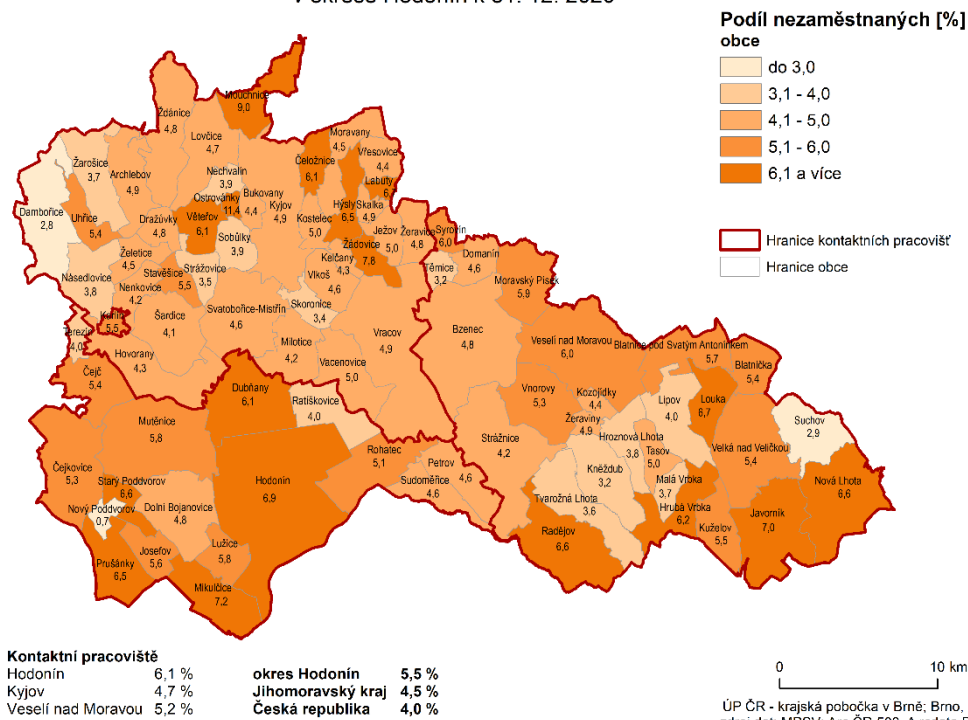 Podíl nezaměstnaných [%]
obce
do 3,0
3,1 - 4,0
4,1 - 5,0
5,1 - 6,0
6,1 a více
Hranice kontaktních pracovišť
Hranice obce
Mouchnice
9,0
Ždánice
4,8
Lovčice
4,7
Moravany
4,5
Vřesovice
4,4
Čeložnice
6,1
Žarošice
3,7
Archlebov
4,9
Nechvalín
3,9
Labuty
Ostrovánky
11,4
Bukovany
4,4
Kyjov
4,9
Hýsly
6,5
Skalka
4,9
Dambořice
2,8
Uhřice
5,4
Dražůvky
4,8
Věteřov
6,1
Kostelec
5,0
Sobůlky
3,9
Žádovice
7,8
Ježov
5,0
Žeravice
4,8
Syrovín
6,0
Želetice
4,5
Stavěšice
5,5
Strážovice
3,5
Kelčany
4,3
Vlkoš
4,6
Domanín
4,6
Těmice
3,2
Násedlovice
3,8
Nenkovice
4,2
Moravský Písek
5,9
Svatobořice-Mistřín
4,6
Skoronice
3,4
Šardice
4,1
5,5
Terezín
4,0
Hovorany
4,3
Milotice
4,2
Vracov
4,9
Vacenovice
5,0
Bzenec
4,8
Veselí nad Moravou
6,0
Blatnice pod Svatým Antonínkem
5,7
Blatnička
5,4
Čejč
5,4
Dubňany
6,1
Ratíškovice
4,0
Vnorovy
5,3
Kozojídky
4,4
Lipov
4,0
Louka
6,7
Suchov
2,9
Žeraviny
4,9
Mutěnice
5,8
Strážnice
4,2
Hroznová Lhota
3,8
Tasov
5,0
Velká nad Veličkou
5,4
Čejkovice
5,3
Rohatec
5,1
Petrov
4,6
Sudoměřice
4,6
Kněždub
3,2
Malá Vrbka
3,7
Nová Lhota
6,6
Hodonín
6,9
Starý Poddvorov
6,6
Nový Poddvorov
0,7
Dolní Bojanovice
4,8
Tvarožná Lhota
3,6
Hrubá Vrbka
6,2
Javorník
7,0
Radějov
6,6
Kuželov
5,5
Lužice
5,8
Josefov
5,6
Prušánky
6,5
Mikulčice
7,2
Kontaktní pracoviště
Hodonín 6,1 %
Kyjov 4,7 %
Veselí nad Moravou 5,2 %
okres Hodonín 5,5 %
Jihomoravský kraj 4,5 %
Česká republika 4,0 %
0 10 km
ÚP ČR - krajská pobočka v Brně; Brno,